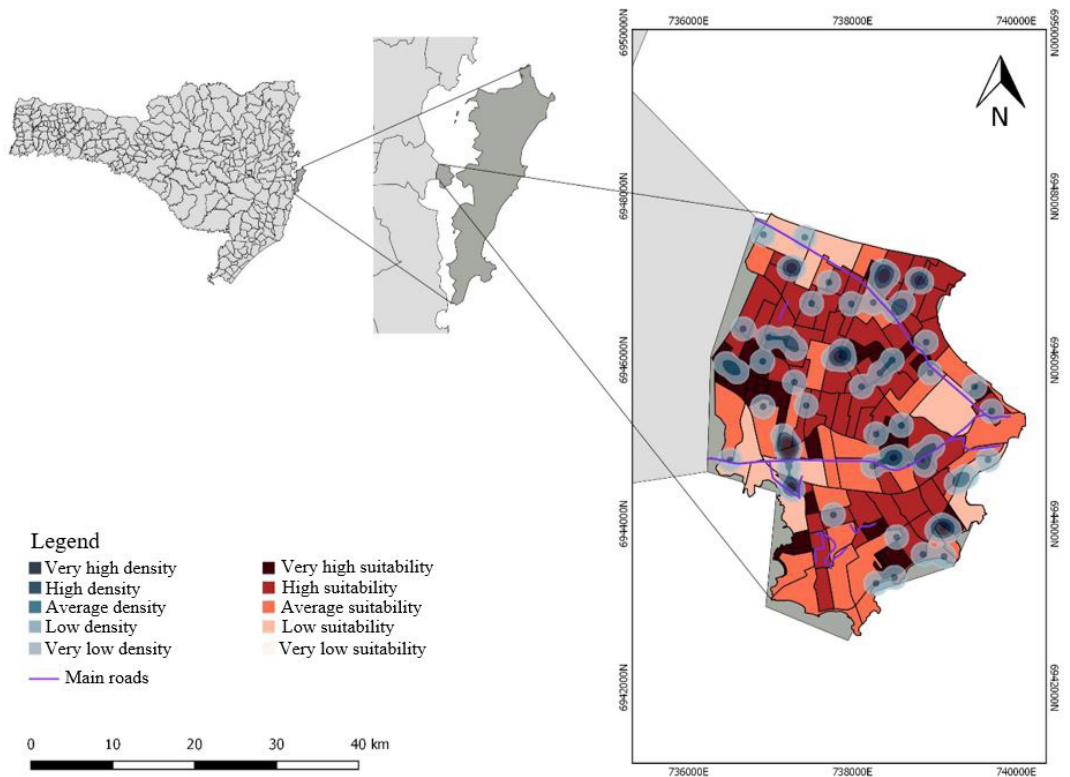 736000E 738000E 740000E
6950000N 6950000N
N
6948000N 6948000N
6946000N 6946000N
6944000N 6944000N
6942000N 6942000N
736000E 738000E 740000E
Legend
Very high density Very high suitability
High density High suitability
Average density Average suitability
Low density Low suitability
Very low density Very low suitability
Main roads
0 10 20 30 40 km